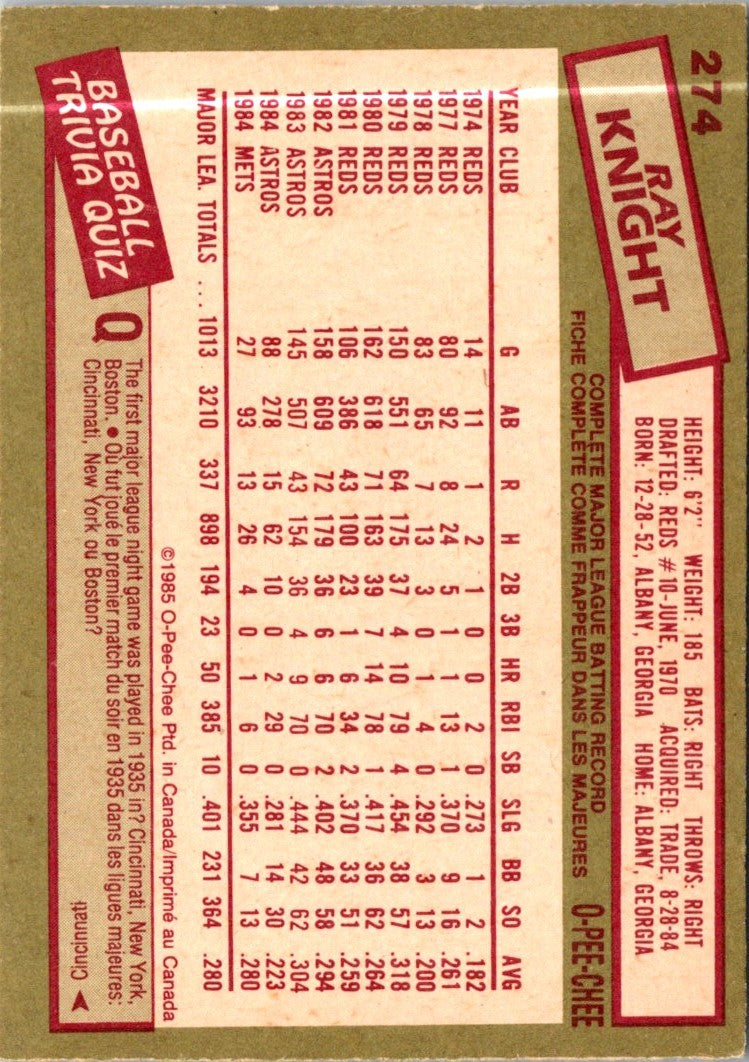 274
RAY
KNIGHT
HEIGHT: 6'2" WEIGHT: 185 BATS: RIGHT THROWS: RIGHT
DRAFTED: REDS #10-JUNE, 1970 ACQUIRED: TRADE, 8-28-84
BORN: 12-28-52, ALBANY, GEORGIA HOME: ALBANY, GEORGIA
COMPLETE MAJOR LEAGUE BATTING RECORD
FICHE COMPLÈTE COMME FRAPPEUR DANS LES MAJEURES O-PEE-CHEE
YEAR CLUB G AB R H 2B 3B HR RBI SB SLG BB SO AVG
1974 REDS 14 11 1 2 1 0 0 2 0 .273 1 2 .182
1977 REDS 80 92 8 24 5 1 1 13 1 .370 9 16 .261
1978 REDS 83 65 7 13 3 0 1 4 0 .292 3 13 .200
1979 REDS 150 551 64 175 37 4 10 79 4 .454 38 57 .318
1980 REDS 162 618 71 163 39 7 14 78 1 .417 36 62 .264
1981 REDS 106 386 43 100 23 1 6 34 2 .370 33 51 .259
1982 ASTROS 158 609 72 179 36 6 6 70 2 .402 48 58 .294
1983 ASTROS 145 507 43 154 36 4 9 70 0 .444 42 62 .304
1984 ASTROS 88 278 15 62 10 0 2 29 0 .281 14 30 .223
1984 METS 27 93 13 26 4 0 1 6 0 .355 7 13 .280
MAJOR LEA. TOTALS ... 1013 3210 337 898 194 23 50 385 10 .401 231 364 .280
©1985 O-Pee-Chee Ptd. in Canada/Imprimé au Canada
BASEBALL
TRIVIA QUIZ
Q
The first major league night game was played in 1935 in? Cincinnati, New York,
Boston. ● Où fut joué le premier match du soir en 1935 dans les ligues majeures:
Cincinnati, New York ou Boston?
Cincinnati